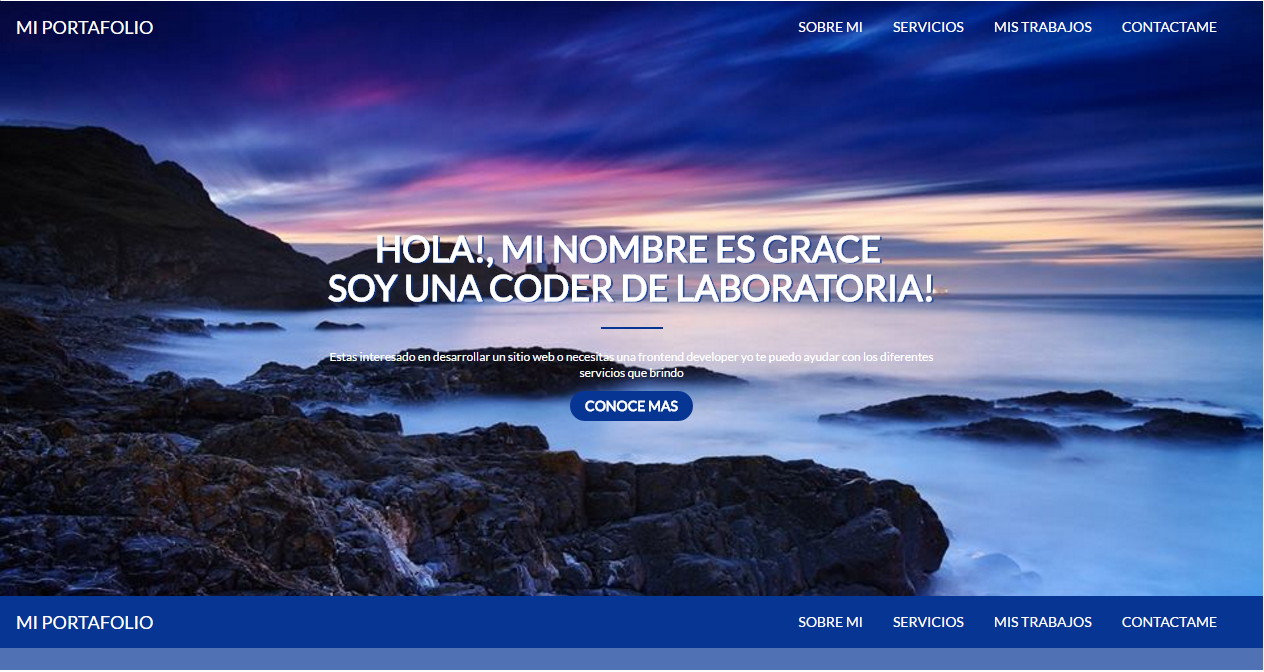 MI PORTAFOLIO SOBRE MI SERVICIOS MIS TRABAJOS CONTACTAME
HOLA!, MI NOMBRE ES GRACE
SOY UNA CODER DE LABORATORIA!
Estas interesado en desarrollar un sitio web o necesitas una frontend developer yo te puedo ayudar con los diferentes
servicios que brindo
CONOCE MAS
MI PORTAFOLIO SOBRE MI SERVICIOS MIS TRABAJOS CONTACTAME